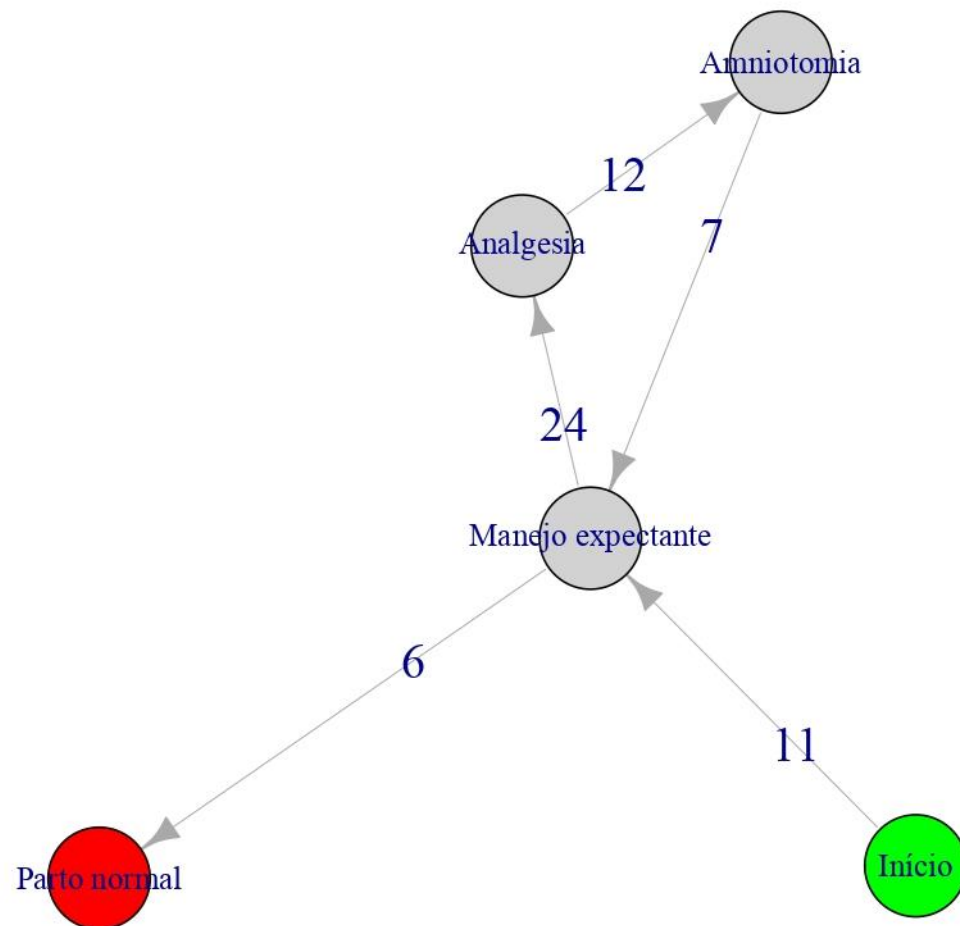 Amniotomia
12
7
Analgesia
24
Manejo expectante
6
11
Início
Parto normal